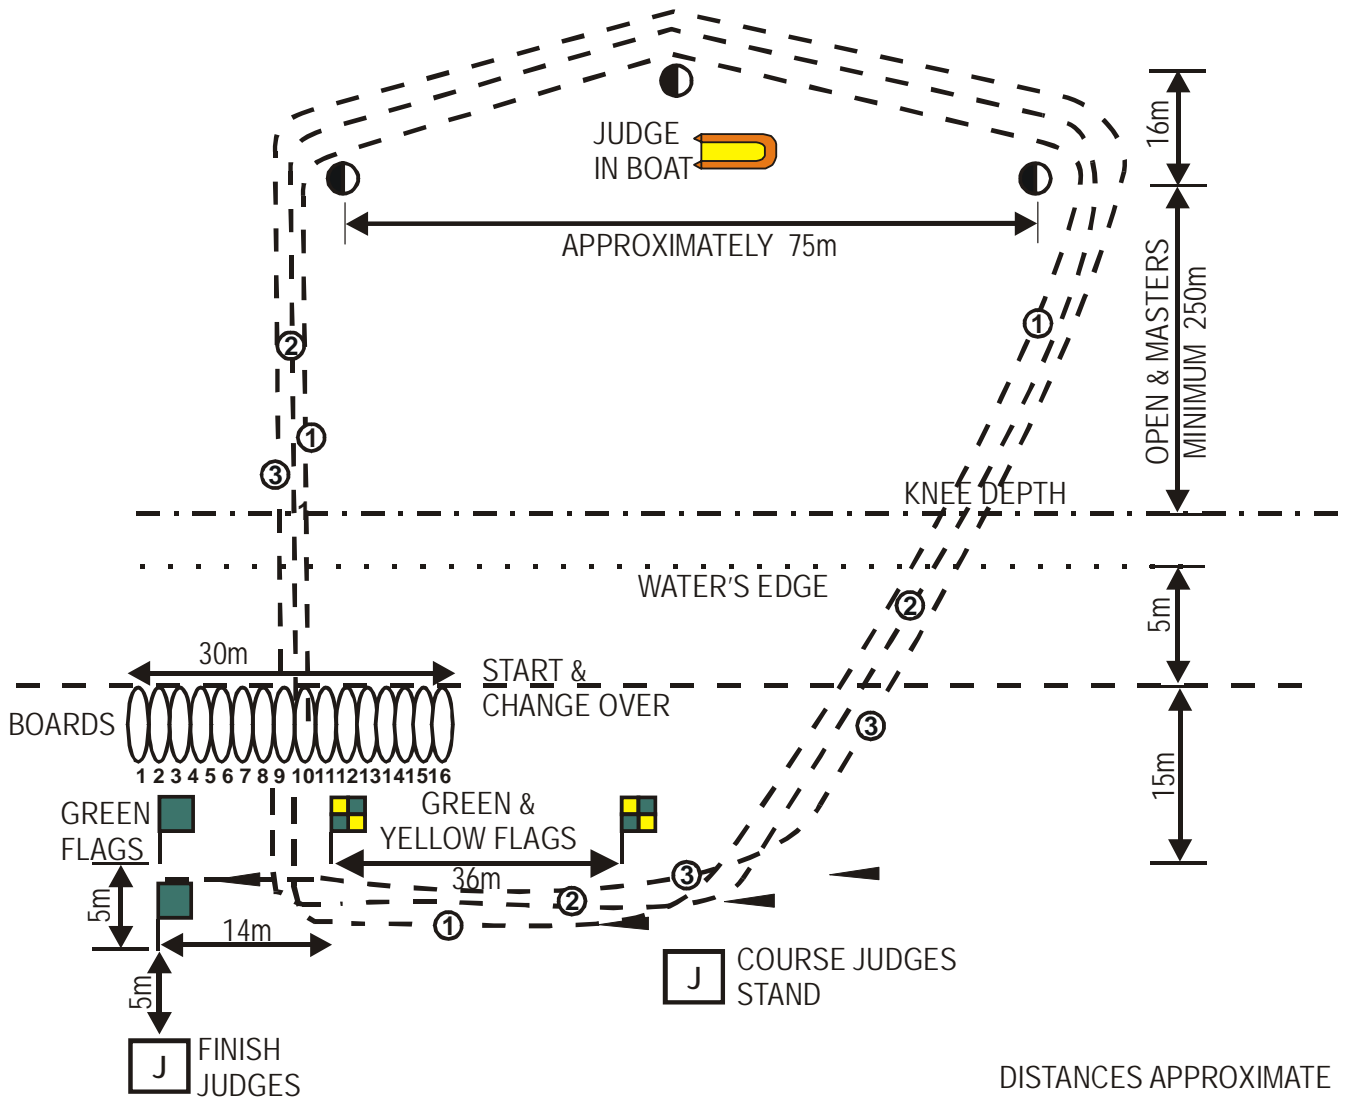 JUDGE
IN BOAT
16m
APPROXIMATELY 75m
OPEN & MASTERS
MINIMUM 250m
1
2
1
3
1
KNEE DEPTH
WATER'S EDGE
2
5m
30m
START &
CHANGE OVER
BOARDS
3
1 2 3 4 5 6 7 8 9 10 11 12 13 14 15 16
15m
GREEN
FLAGS
GREEN &
YELLOW FLAGS
36m
3
2
1
5m
14m
5m
J
COURSE JUDGES
STAND
J
FINISH
JUDGES
DISTANCES APPROXIMATE